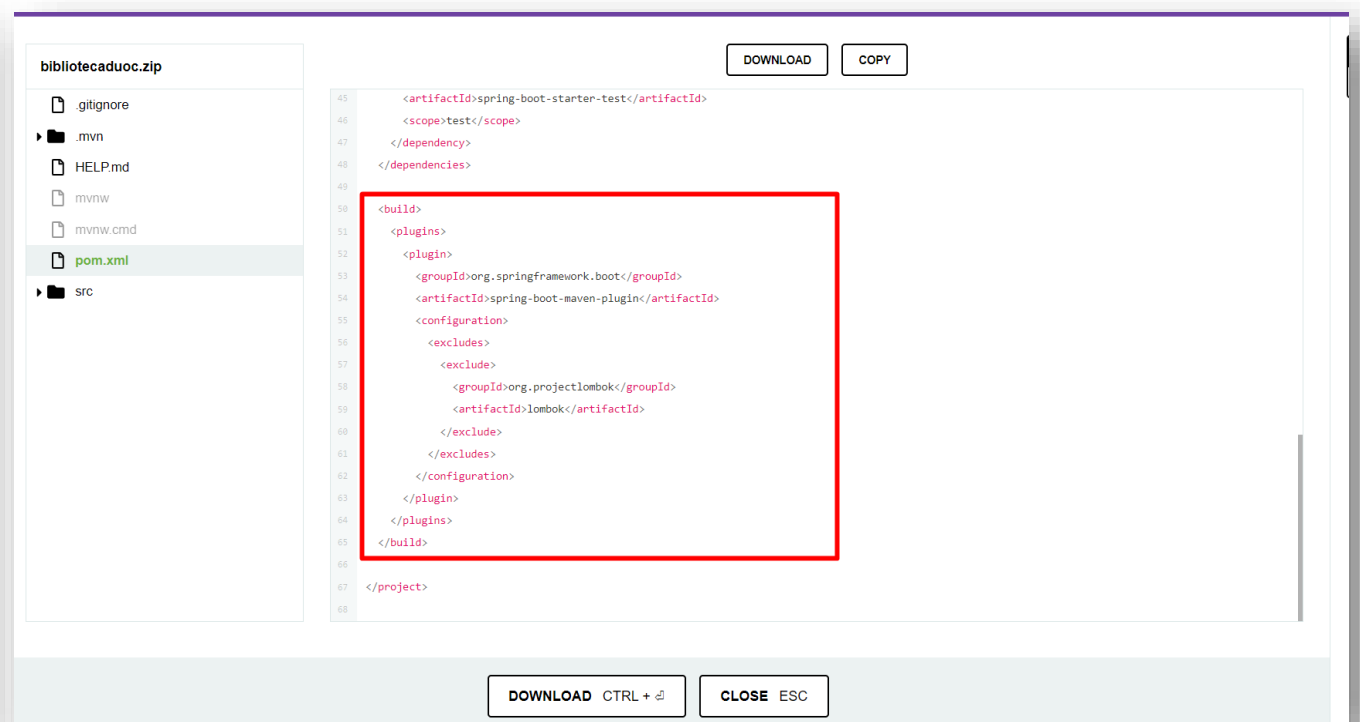 bibliotecaduoc.zip
.gitignore
.mvn
HELP.md
mvnw
mvnw.cmd
pom.xml
src
DOWNLOAD COPY
45 <artifactId>spring-boot-starter-test</artifactId>
46 <scope>test</scope>
47 </dependency>
48 </dependencies>
49
50 <build>
51 <plugins>
52 <plugin>
53 <groupId>org.springframework.boot</groupId>
54 <artifactId>spring-boot-maven-plugin</artifactId>
55 <configuration>
56 <excludes>
57 <exclude>
58 <groupId>org.projectlombok</groupId>
59 <artifactId>lombok</artifactId>
60 </exclude>
61 </excludes>
62 </configuration>
63 </plugin>
64 </plugins>
65 </build>
66
67 </project>
68
DOWNLOAD CTRL + ⏎ CLOSE ESC